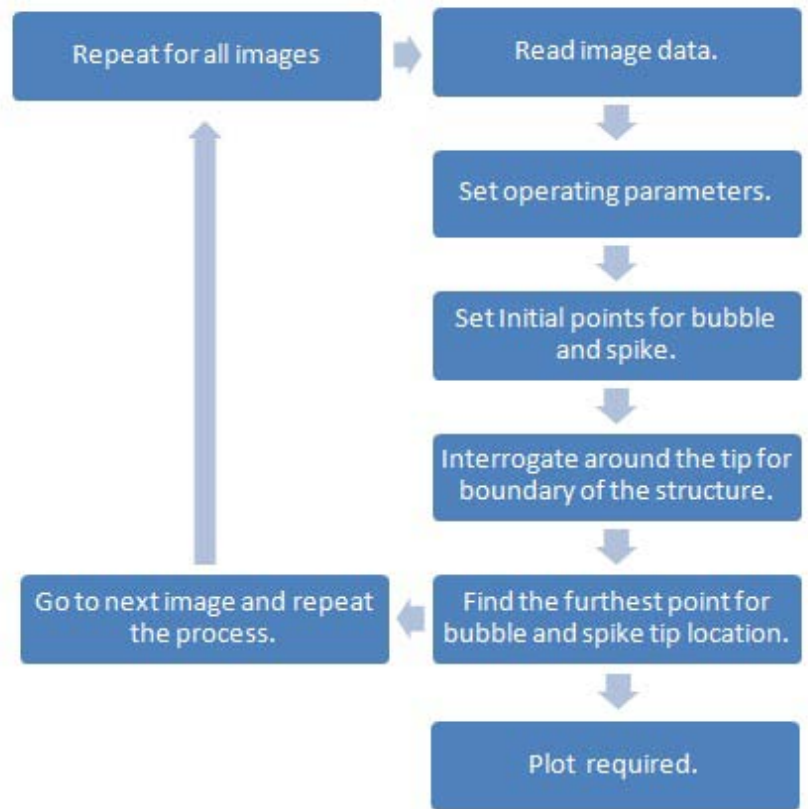 Repeat for all images
Read image data.
Set operating parameters.
Set Initial points for bubble
and spike.
Interrogate around the tip for
boundary of the structure.
Find the furthest point for
bubble and spike tip location.
Go to next image and repeat
the process.
Plot required.